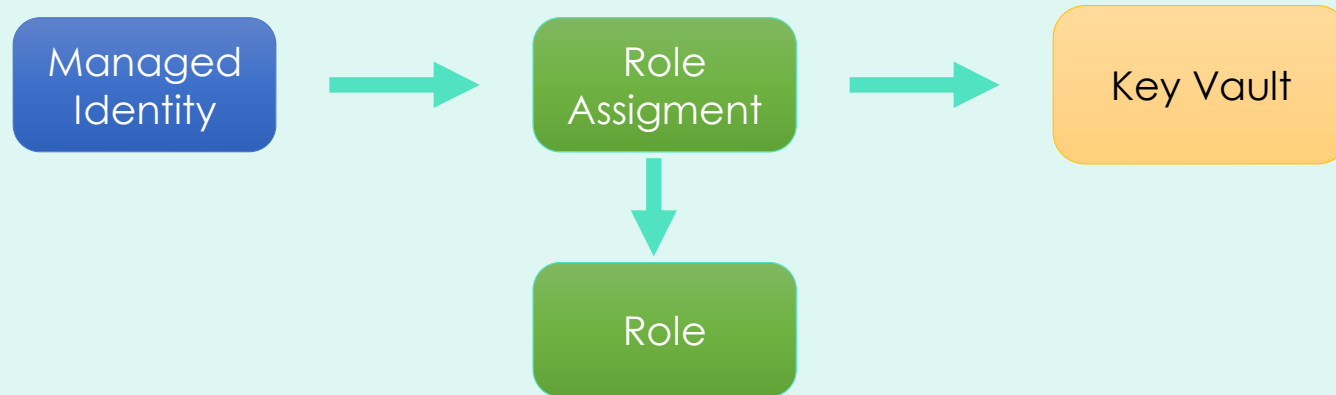 Managed
Identity
Role
Assigment
Key Vault
Role